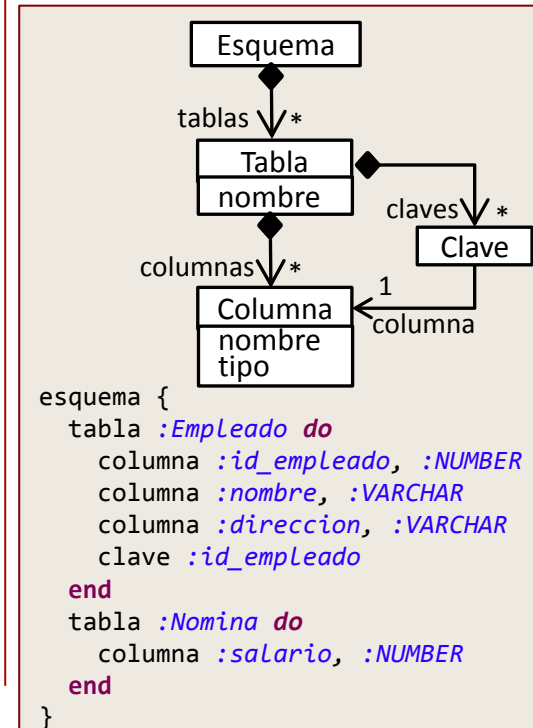 Esquema
tablas *
Tabla
nombre
claves *
Clave
columnas *
1
Columna
columna
nombre
tipo
esquema {
  tabla :Empleado do
    columna :id_empleado, :NUMBER
    columna :nombre, :VARCHAR
    columna :direccion, :VARCHAR
    clave :id_empleado
  end
  tabla :Nomina do
    columna :salario, :NUMBER
  end
}